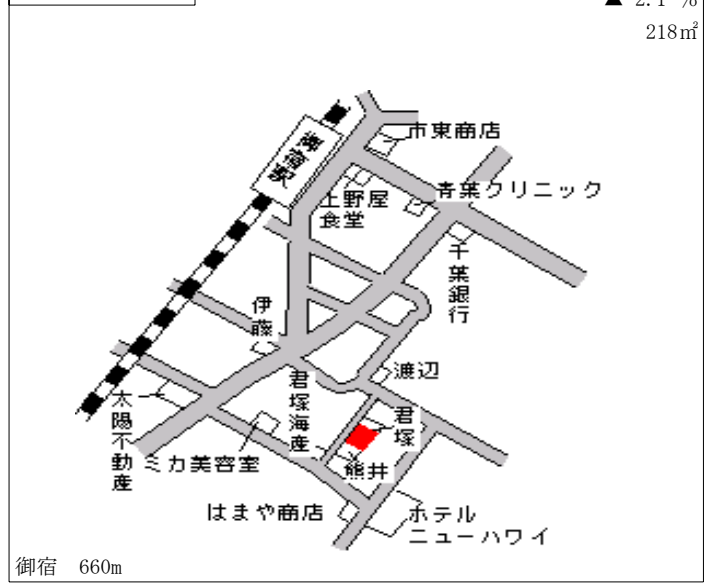 ▲ 2.1 %
218㎡
市東商店
御宿駅
青葉クリニック
上野屋
食堂
千葉銀行
伊藤
渡辺
君塚海産
君塚
太陽不動産
ミカ美容室
熊井
はまや商店
ホテル
ニューハワイ
御宿 660m